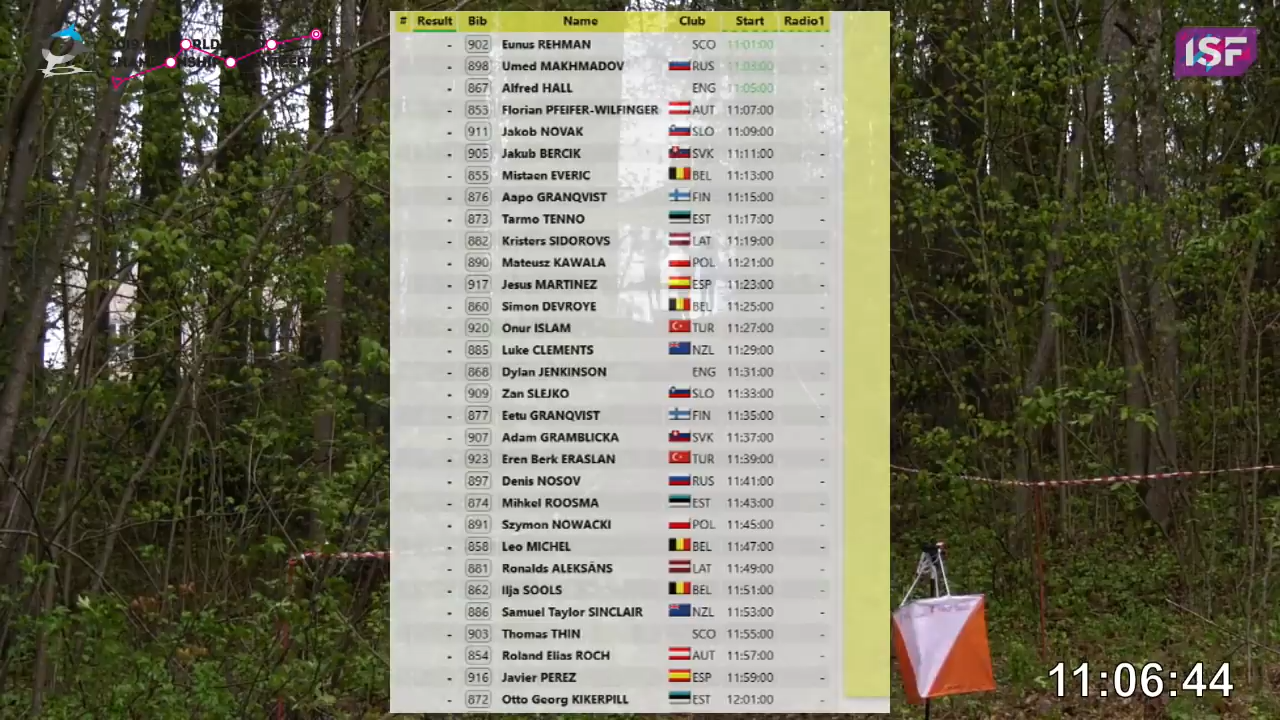 ISF
# Result Bib Name Club Start Radio1
- 902 Eunus REHMAN SCO 11:01:00 -
- 898 Umed MAKHMADOV RUS 11:03:00 -
- 867 Alfred HALL ENG 11:05:00 -
- 853 Florian PFEIFER-WILFINGER AUT 11:07:00 -
- 911 Jakob NOVAK SLO 11:09:00 -
- 905 Jakub BERCIK SVK 11:11:00 -
- 855 Mistaen EVERIC BEL 11:13:00 -
- 876 Aapo GRANQVIST FIN 11:15:00 -
- 873 Tarmo TENNO EST 11:17:00 -
- 882 Kristers SIDOROVS LAT 11:19:00 -
- 890 Mateusz KAWALA POL 11:21:00 -
- 917 Jesus MARTINEZ ESP 11:23:00 -
- 860 Simon DEVROYE BEL 11:25:00 -
- 920 Onur ISLAM TUR 11:27:00 -
- 885 Luke CLEMENTS NZL 11:29:00 -
- 868 Dylan JENKINSON ENG 11:31:00 -
- 909 Zan SLEJKO SLO 11:33:00 -
- 877 Eetu GRANQVIST FIN 11:35:00 -
- 907 Adam GRAMBLICKA SVK 11:37:00 -
- 923 Eren Berk ERASLAN TUR 11:39:00 -
- 897 Denis NOSOV RUS 11:41:00 -
- 874 Mihkel ROOSMA EST 11:43:00 -
- 891 Szymon NOWACKI POL 11:45:00 -
- 858 Leo MICHEL BEL 11:47:00 -
- 881 Ronalds ALEKSĀNS LAT 11:49:00 -
- 862 Ilja SOOLS BEL 11:51:00 -
- 886 Samuel Taylor SINCLAIR NZL 11:53:00 -
- 903 Thomas THIN SCO 11:55:00 -
- 854 Roland Elias ROCH AUT 11:57:00 -
- 916 Javier PEREZ ESP 11:59:00 -
- 872 Otto Georg KIKERPILL EST 12:01:00 -
11:06:44